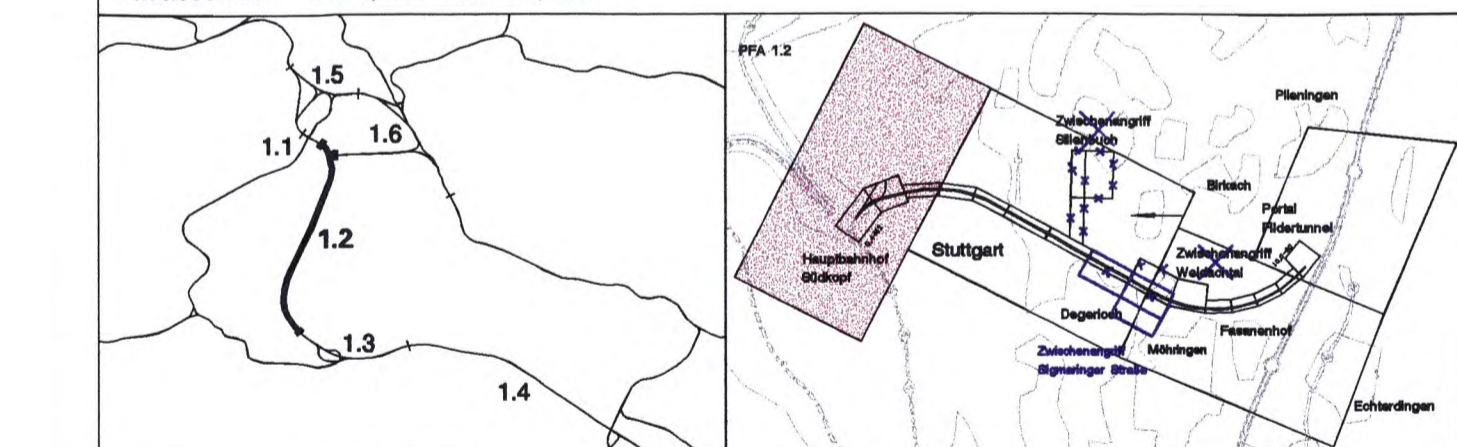 1.5
1.1
1.6
1.2
1.3
1.4
PFA 1.2
Plieningen
Zwischenangriff
Sillenbuch
Birkach
Portal
Fildertunnel
Stuttgart
Zwischenangriff
Weidachtal
Hauptbahnhof
Südkopf
Degerloch
Fasanenhof
Zwischenangriff
Sigmaringer Straße
Möhringen
Echterdingen